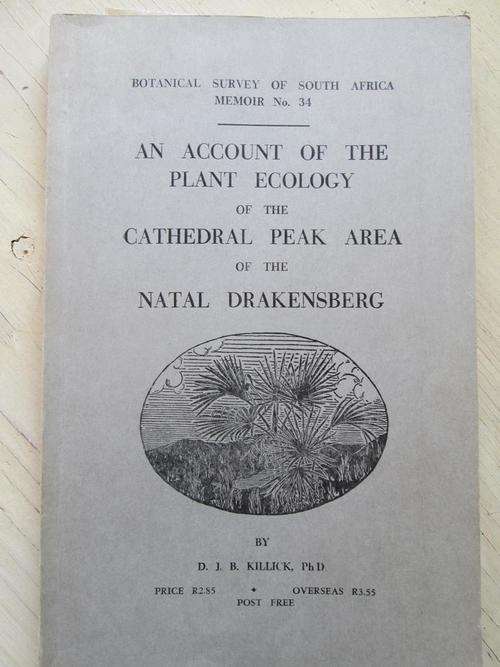 BOTANICAL SURVEY OF SOUTH AFRICA
MEMOIR No. 34
AN ACCOUNT OF THE
PLANT ECOLOGY
OF THE
CATHEDRAL PEAK AREA
OF THE
NATAL DRAKENSBERG
BY
D. J. B. KILLICK, PhD
PRICE R2.85 ✦ OVERSEAS R3.55
POST FREE